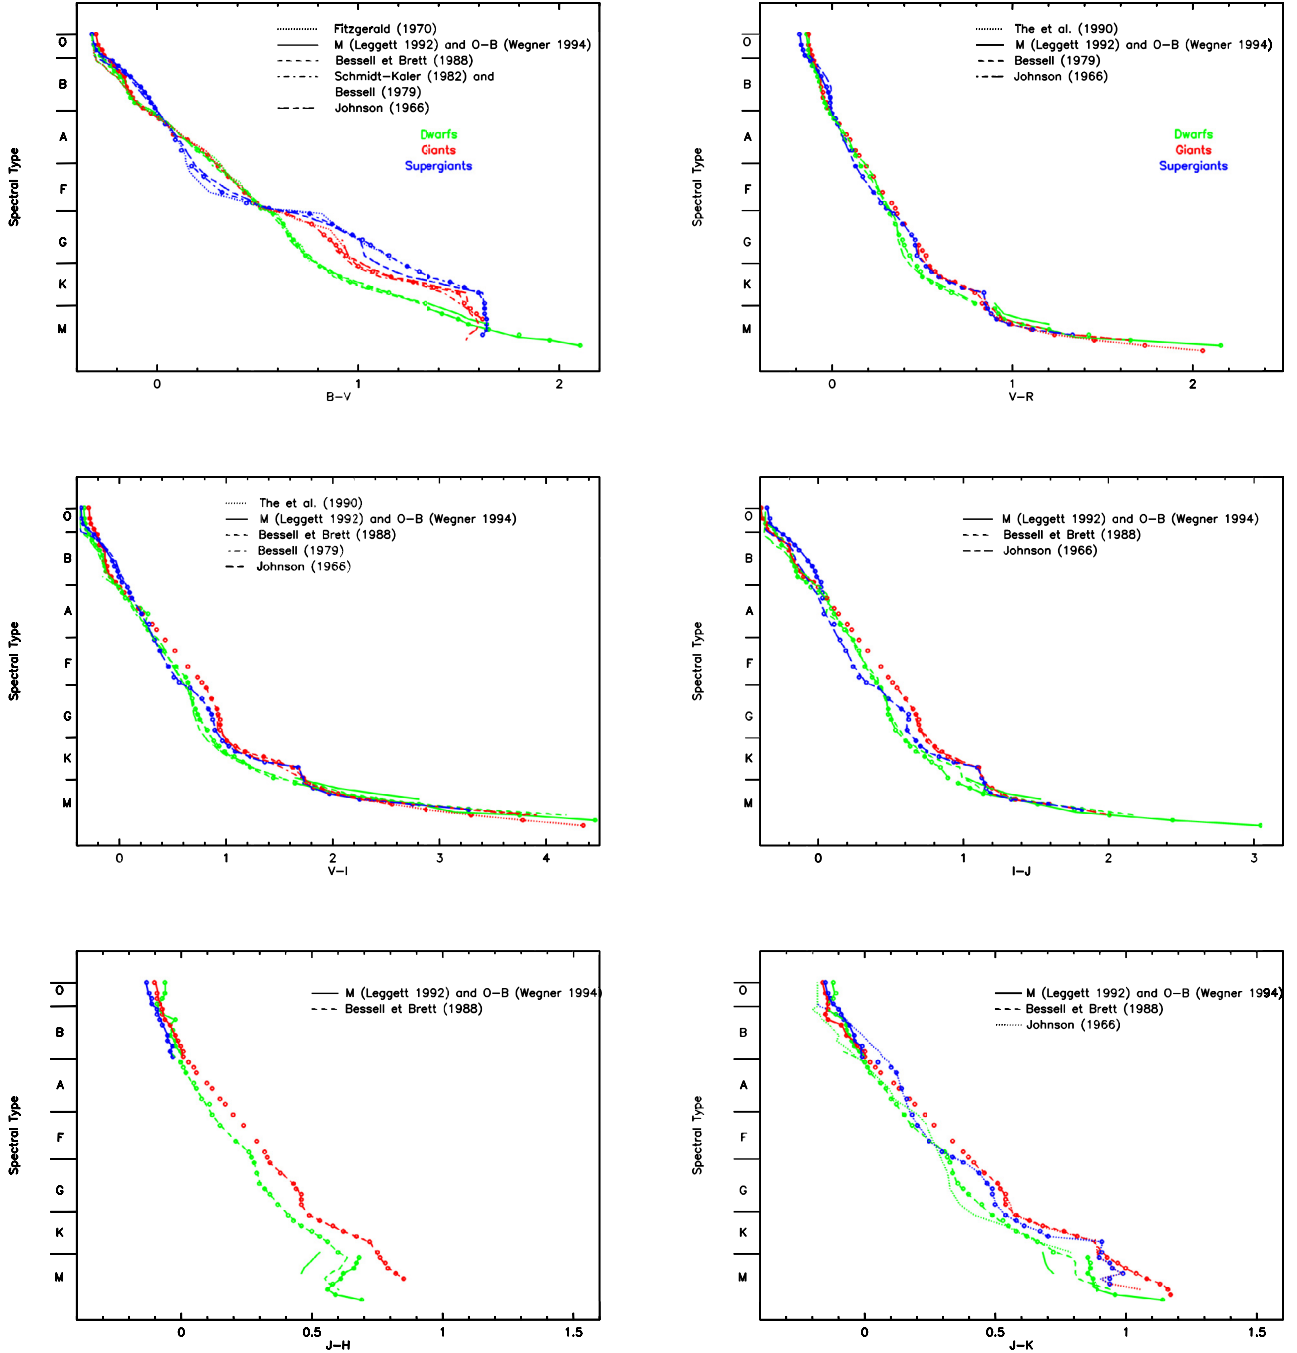 Fitzgerald (1970)
M (Leggett 1992) and O-B (Wegner 1994)
Bessell et Brett (1988)
Schmidt-Kaler (1982) and
Bessell (1979)
Johnson (1966)
Dwarfs
Giants
Supergiants
Spectral Type
O
B
A
F
G
K
M
0 1 2
B-V
The et al. (1990)
M (Leggett 1992) and O-B (Wegner 1994)
Bessell (1979)
Johnson (1966)
Dwarfs
Giants
Supergiants
Spectral Type
O
B
A
F
G
K
M
0 1 2
V-R
The et al. (1990)
M (Leggett 1992) and O-B (Wegner 1994)
Bessell et Brett (1988)
Bessell (1979)
Johnson (1966)
Spectral Type
O
B
A
F
G
K
M
0 1 2 3 4
V-I
M (Leggett 1992) and O-B (Wegner 1994)
Bessell et Brett (1988)
Johnson (1966)
Spectral Type
O
B
A
F
G
K
M
0 1 2 3
I-J
M (Leggett 1992) and O-B (Wegner 1994)
Bessell et Brett (1988)
Spectral Type
O
B
A
F
G
K
M
0 0.5 1 1.5
J-H
M (Leggett 1992) and O-B (Wegner 1994)
Bessell et Brett (1988)
Johnson (1966)
Spectral Type
O
B
A
F
G
K
M
0 0.5 1 1.5
J-K